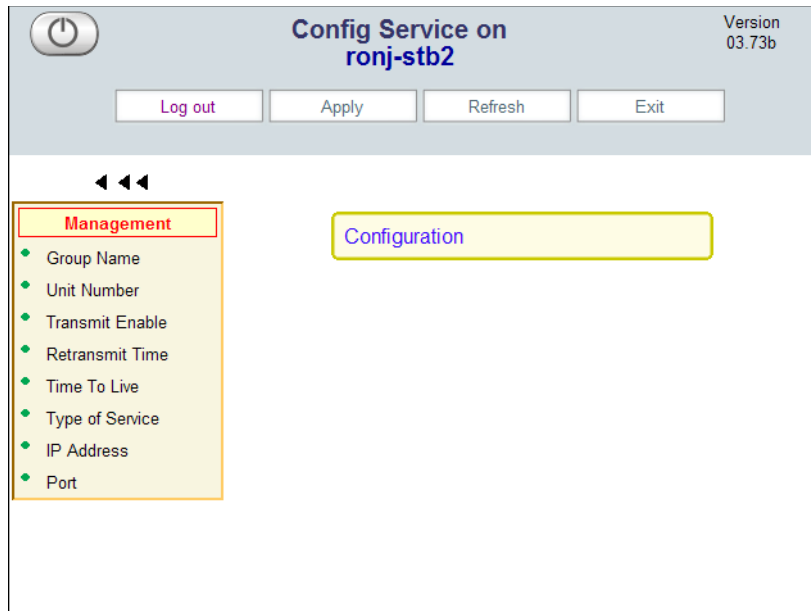 Config Service on
ronj-stb2
Version
03.73b
Log out
Apply
Refresh
Exit
Management
Group Name
Unit Number
Transmit Enable
Retransmit Time
Time To Live
Type of Service
IP Address
Port
Configuration